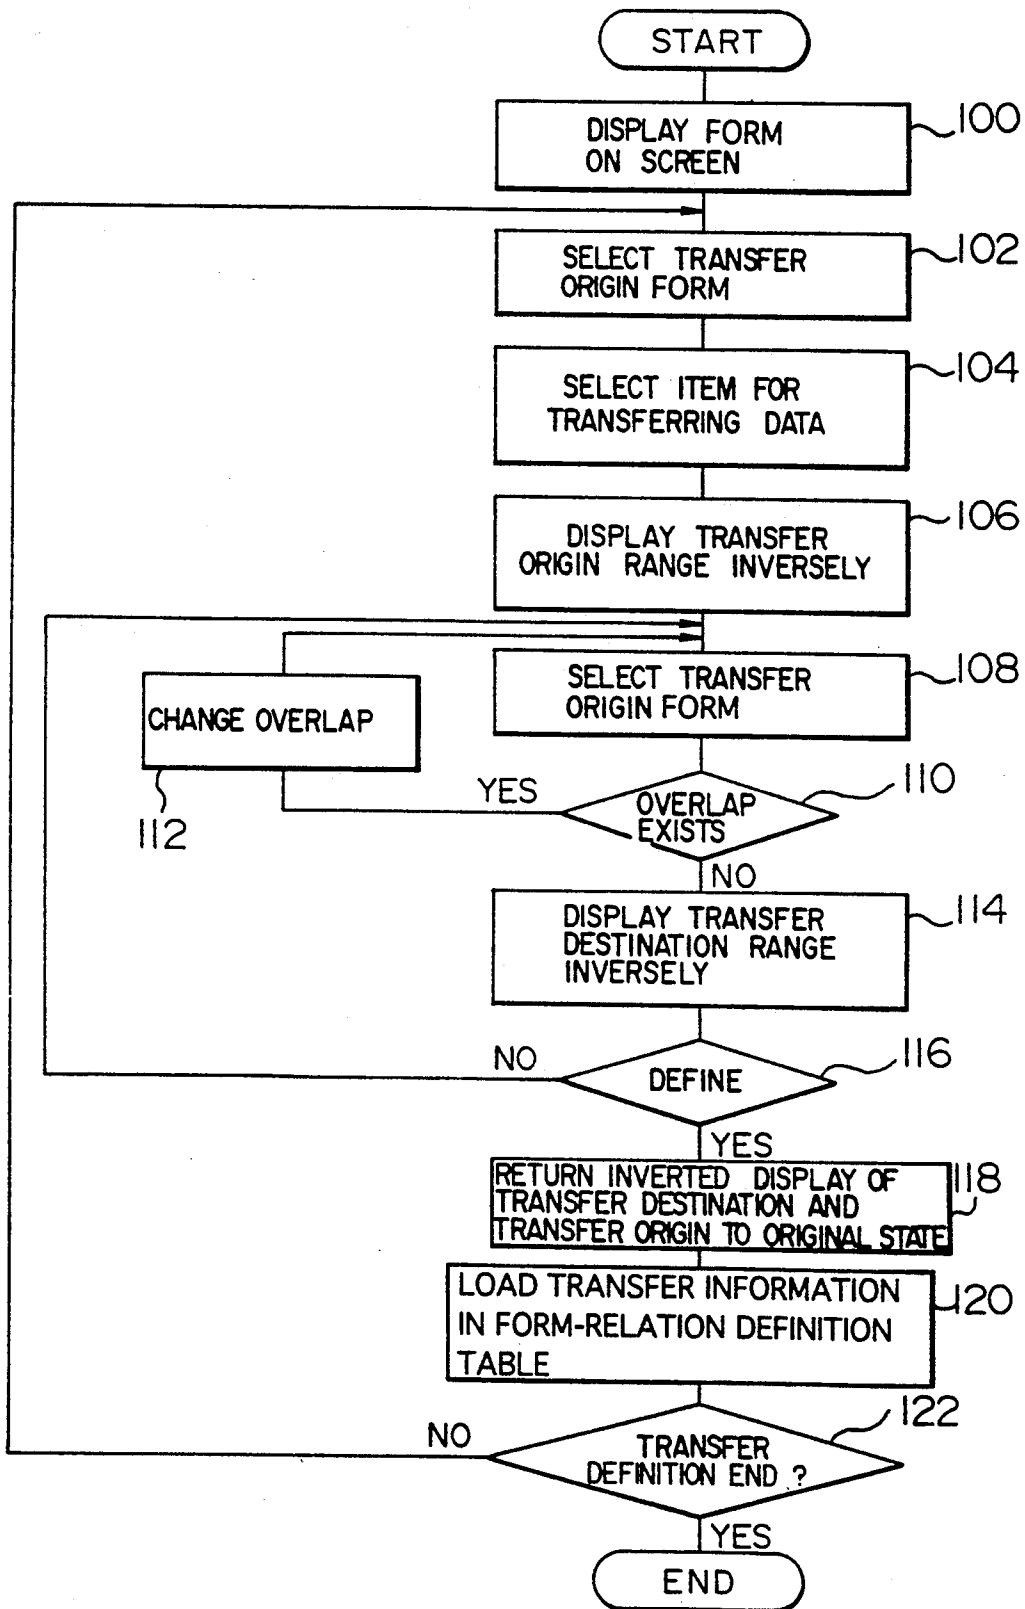 START
DISPLAY FORM
ON SCREEN
100
SELECT TRANSFER
ORIGIN FORM
102
SELECT ITEM FOR
TRANSFERRING DATA
104
DISPLAY TRANSFER
ORIGIN RANGE INVERSELY
106
SELECT TRANSFER
ORIGIN FORM
108
CHANGE OVERLAP
112
YES
OVERLAP
EXISTS
110
NO
DISPLAY TRANSFER
DESTINATION RANGE
INVERSELY
114
NO
DEFINE
116
YES
RETURN INVERTED DISPLAY OF
TRANSFER DESTINATION AND
TRANSFER ORIGIN TO ORIGINAL STATE
118
LOAD TRANSFER INFORMATION
IN FORM-RELATION DEFINITION
TABLE
120
NO
TRANSFER
DEFINITION END ?
122
YES
END